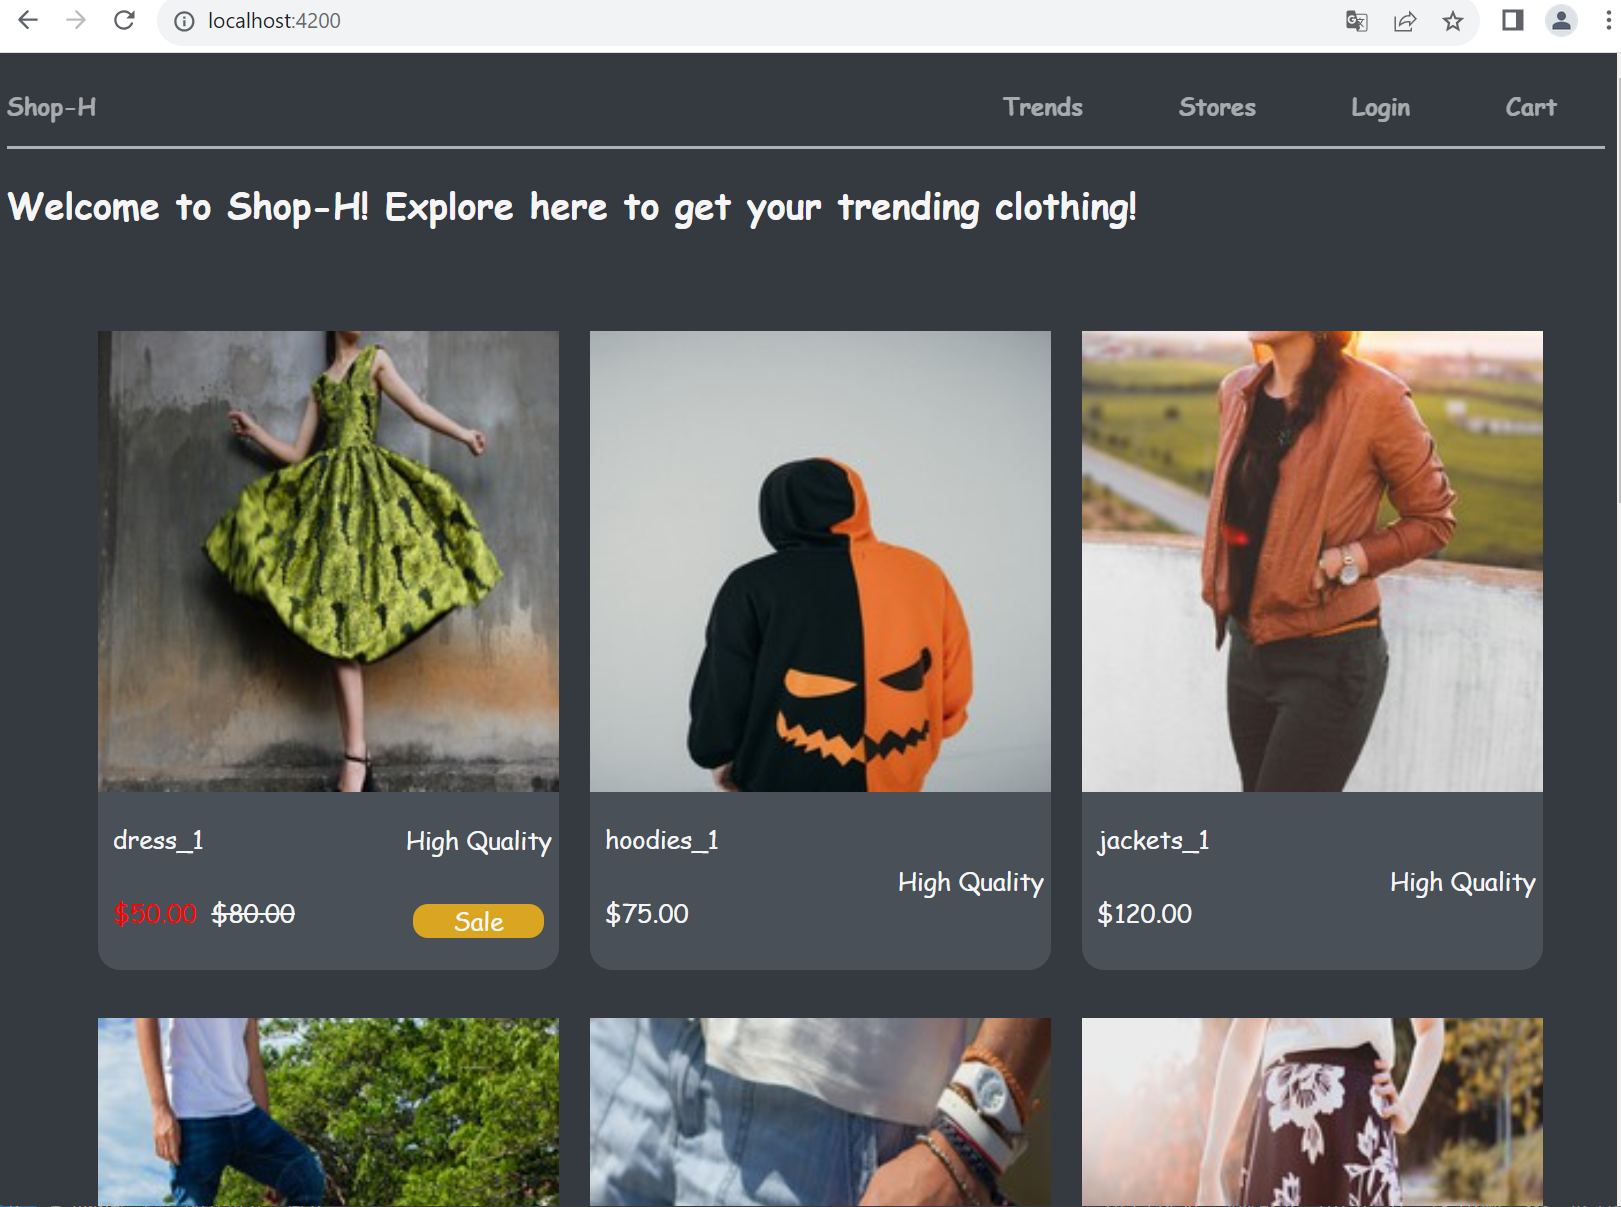 localhost:4200
Shop-H Trends Stores Login Cart
Welcome to Shop-H! Explore here to get your trending clothing!
dress_1 High Quality
$50.00 $80.00 Sale
hoodies_1
High Quality
$75.00
jackets_1
High Quality
$120.00